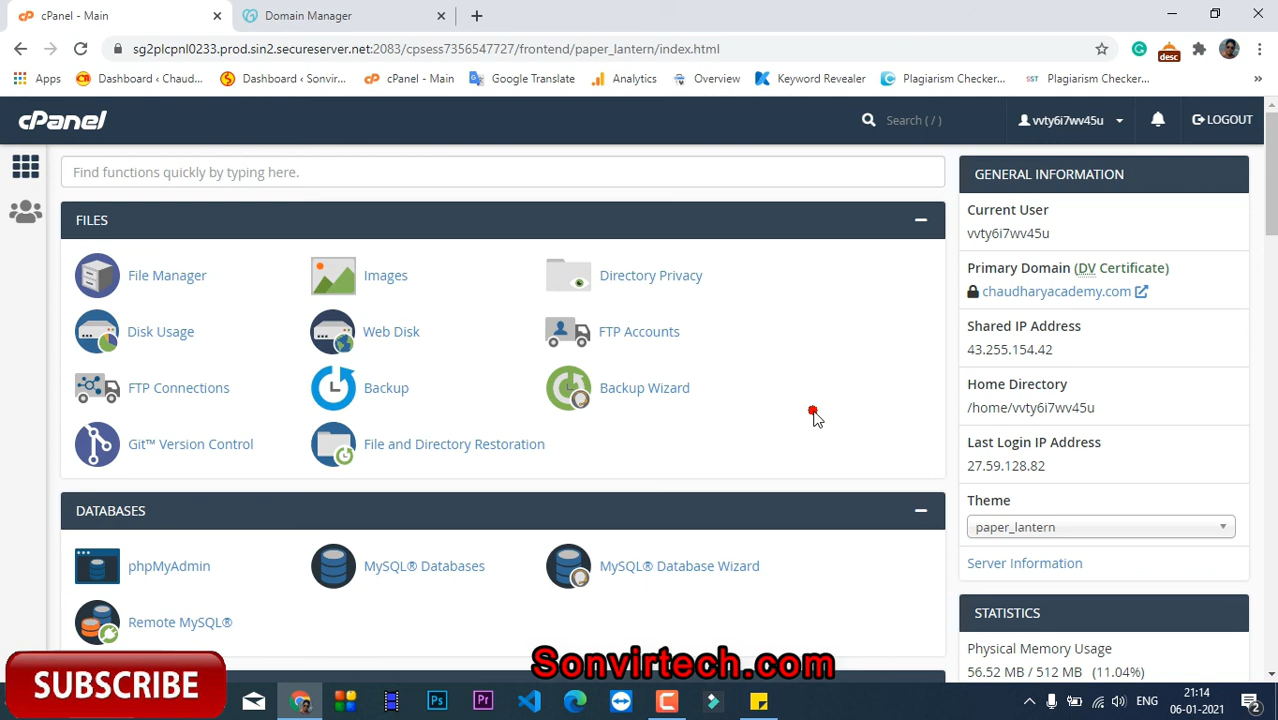 cPanel - Main
Domain Manager
sg2plcpnl0233.prod.sin2.secureserver.net:2083/cpsess7356547727/frontend/paper_lantern/index.html
desc
Apps
Dashboard ‹ Chaud...
Dashboard ‹ Sonvir...
cPanel - Main
Google Translate
Analytics
Overview
Keyword Revealer
Plagiarism Checker...
SST
Plagiarism Checker...
cPanel
Search ( / )
vvty6i7wv45u
LOGOUT
Find functions quickly by typing here.
FILES
File Manager
Images
Directory Privacy
Disk Usage
Web Disk
FTP Accounts
FTP Connections
Backup
Backup Wizard
Git™ Version Control
File and Directory Restoration
DATABASES
phpMyAdmin
MySQL® Databases
MySQL® Database Wizard
Remote MySQL®
GENERAL INFORMATION
Current User
vvty6i7wv45u
Primary Domain (DV Certificate)
chaudharyacademy.com
Shared IP Address
43.255.154.42
Home Directory
/home/vvty6i7wv45u
Last Login IP Address
27.59.128.82
Theme
paper_lantern
Server Information
STATISTICS
Physical Memory Usage
56.52 MB / 512 MB (11.04%)
Sonvirtech.com
SUBSCRIBE
Ps
Pr
ENG
21:14
06-01-2021
2